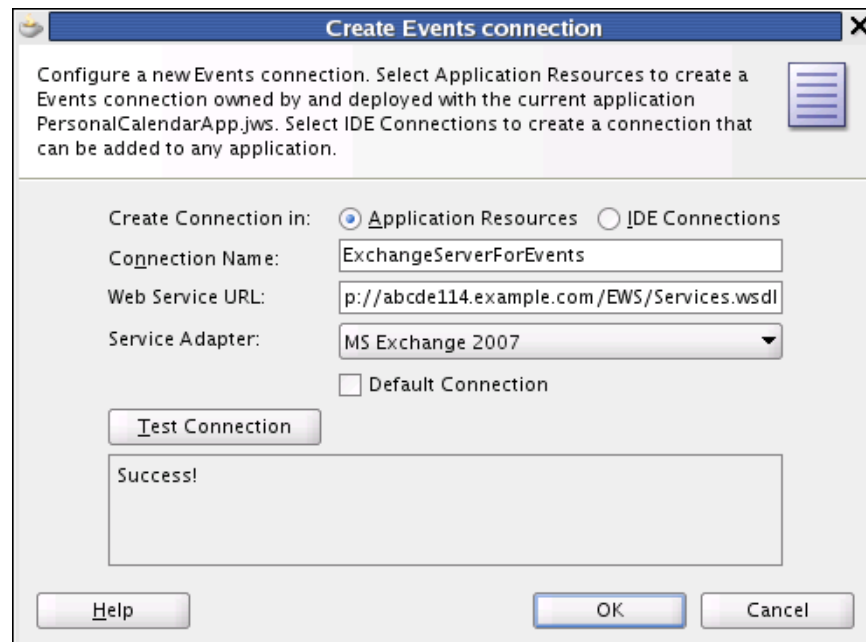 Create Events connection
Configure a new Events connection. Select Application Resources to create a
Events connection owned by and deployed with the current application
PersonalCalendarApp.jws. Select IDE Connections to create a connection that
can be added to any application.
Create Connection in: Application Resources IDE Connections
Connection Name: ExchangeServerForEvents
Web Service URL: p://abcde114.example.com/EWS/Services.wsdl
Service Adapter: MS Exchange 2007
Default Connection
Test Connection
Success!
Help OK Cancel